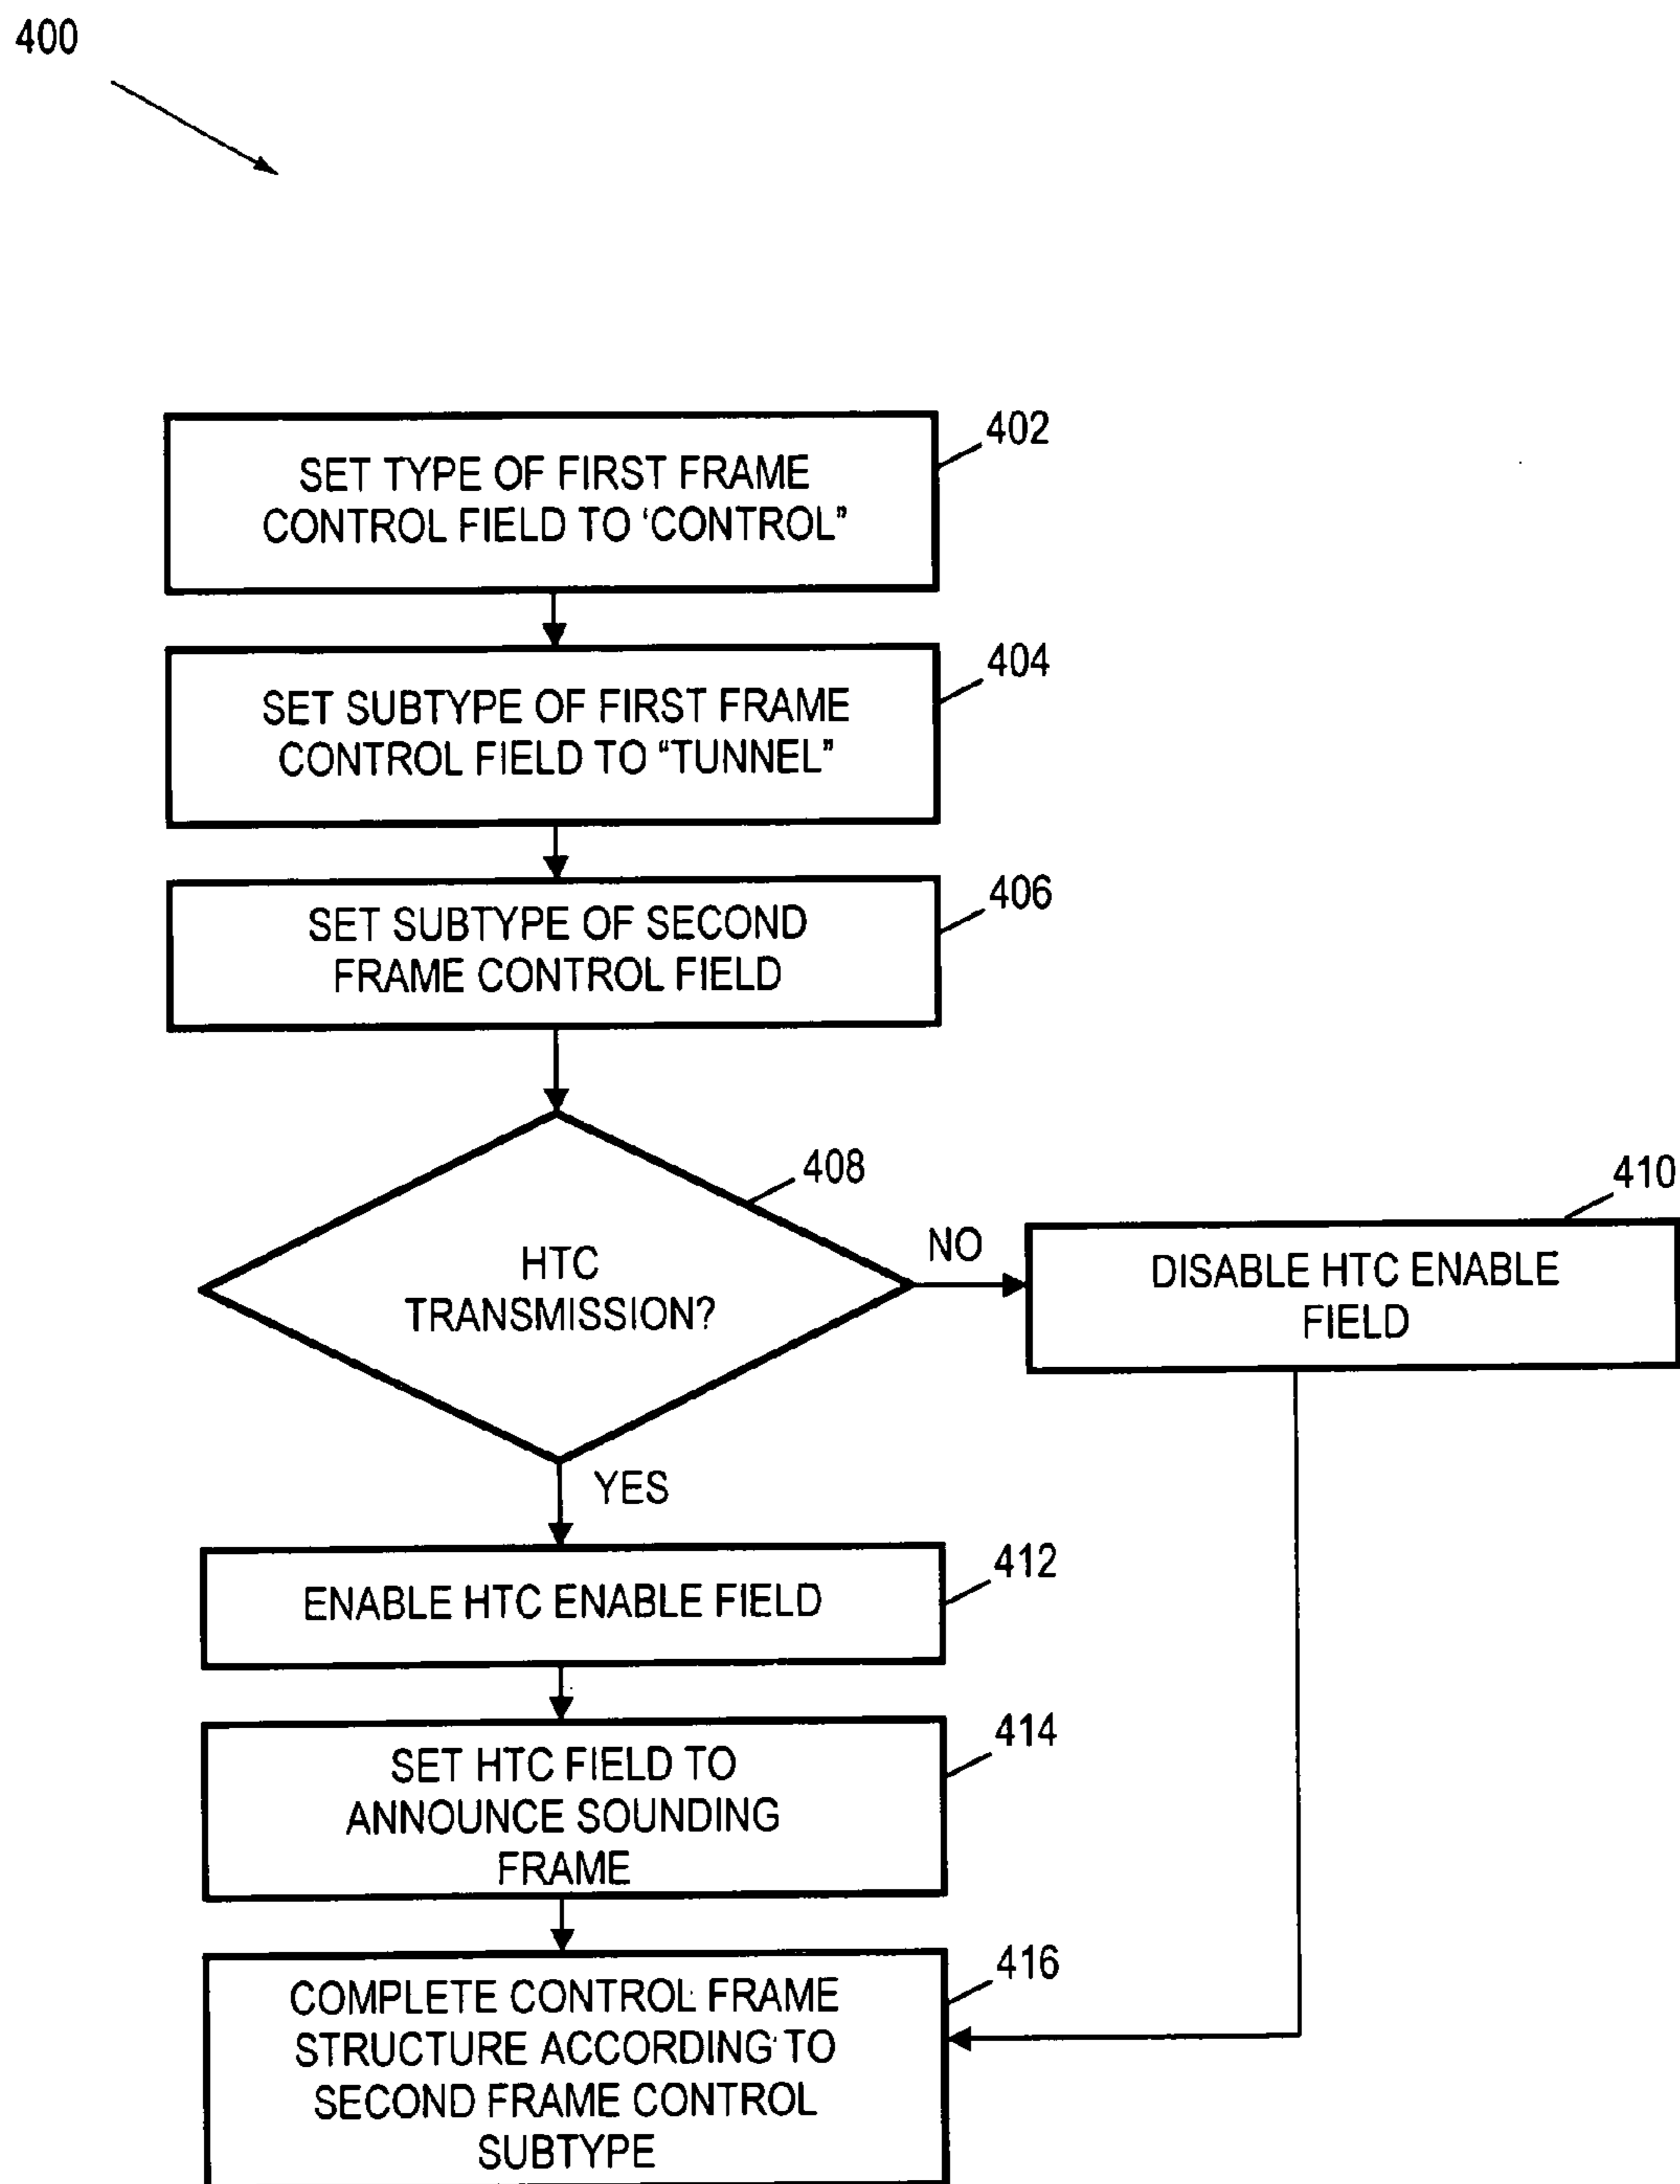 400
402
SET TYPE OF FIRST FRAME
CONTROL FIELD TO ‘CONTROL”
404
SET SUBTYPE OF FIRST FRAME
CONTROL FIELD TO “TUNNEL”
406
SET SUBTYPE OF SECOND
FRAME CONTROL FIELD
408
HTC
TRANSMISSION?
NO
410
DISABLE HTC ENABLE
FIELD
YES
412
ENABLE HTC ENABLE FIELD
414
SET HTC FIELD TO
ANNOUNCE SOUNDING
FRAME
416
COMPLETE CONTROL FRAME
STRUCTURE ACCORDING TO
SECOND FRAME CONTROL
SUBTYPE